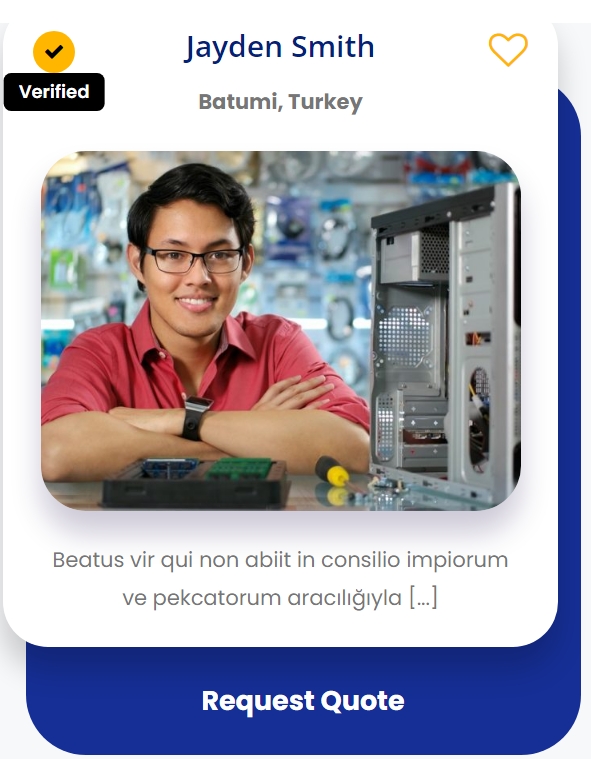 Jayden Smith
Verified
Batumi, Turkey
Beatus vir qui non abiit in consilio impiorum
ve pekcatorum aracılığıyla [...]
Request Quote